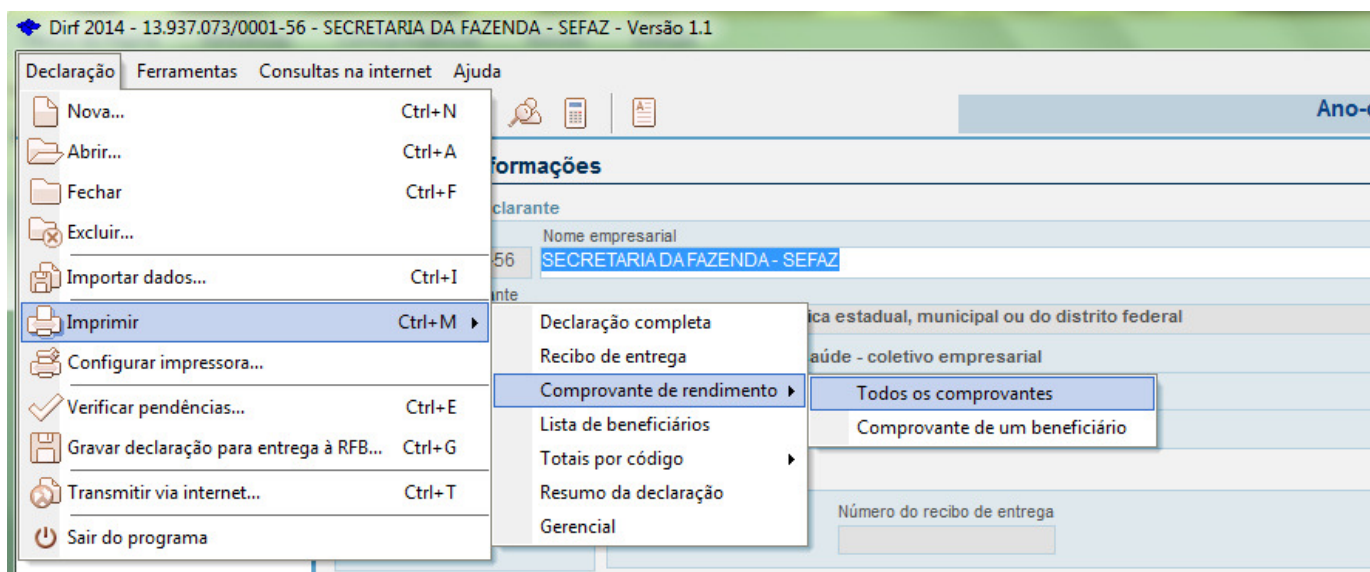 Dirf 2014 - 13.937.073/0001-56 - SECRETARIA DA FAZENDA - SEFAZ - Versão 1.1
Declaração Ferramentas Consultas na internet Ajuda
Nova... Ctrl+N
Ano-
Abrir... Ctrl+A
formações
Fechar Ctrl+F
clarante
Excluir...
Nome empresarial
-56 SECRETARIA DA FAZENDA - SEFAZ
Importar dados... Ctrl+I
ante
Imprimir Ctrl+M
Declaração completa
ica estadual, municipal ou do distrito federal
Configurar impressora...
Recibo de entrega
aúde - coletivo empresarial
Comprovante de rendimento
Todos os comprovantes
Verificar pendências... Ctrl+E
Lista de beneficiários
Comprovante de um beneficiário
Gravar declaração para entrega à RFB... Ctrl+G
Totais por código
Transmitir via internet... Ctrl+T
Resumo da declaração
Número do recibo de entrega
Gerencial
Sair do programa